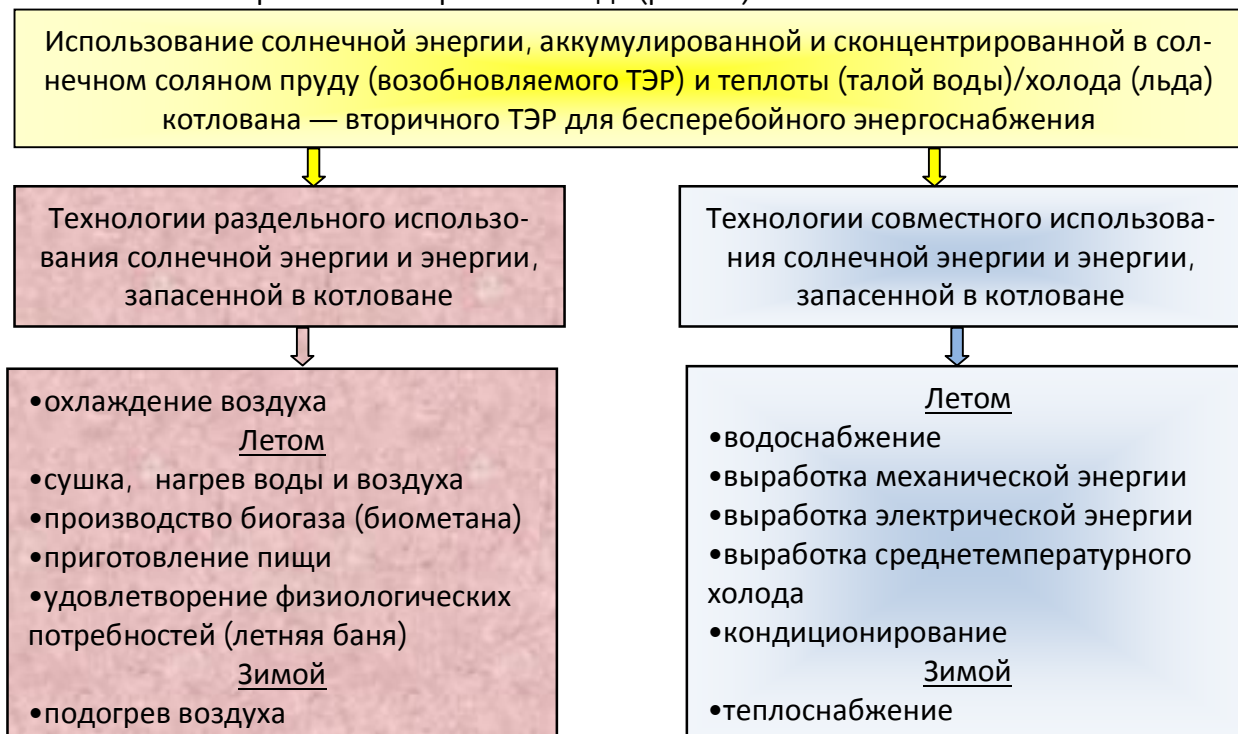 Использование солнечной энергии, аккумулированной и сконцентрированной в сол-
нечном соляном пруду (возобновляемого ТЭР) и теплоты (талой воды)/холода (льда)
котлована — вторичного ТЭР для бесперебойного энергоснабжения
Технологии раздельного использо-
вания солнечной энергии и энергии,
запасенной в котловане
Технологии совместного использова-
ния солнечной энергии и энергии,
запасенной в котловане
•охлаждение воздуха
Летом
•сушка, нагрев воды и воздуха
•производство биогаза (биометана)
•приготовление пищи
•удовлетворение физиологических
потребностей (летняя баня)
Зимой
•подогрев воздуха
Летом
•водоснабжение
•выработка механической энергии
•выработка электрической энергии
•выработка среднетемпературного
холода
•кондиционирование
Зимой
•теплоснабжение